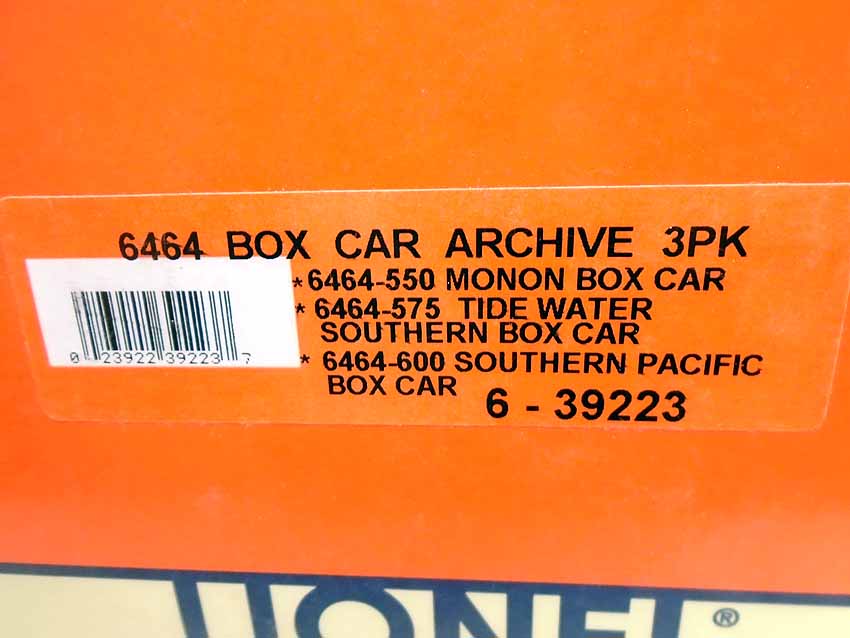 6464 BOX CAR ARCHIVE 3PK
*6464-550 MONON BOX CAR
* 6464-575 TIDE WATER
SOUTHERN BOX CAR
* 6464-600 SOUTHERN PACIFIC
BOX CAR
6 - 39223
0 23922 39223 7
LIONEL ®